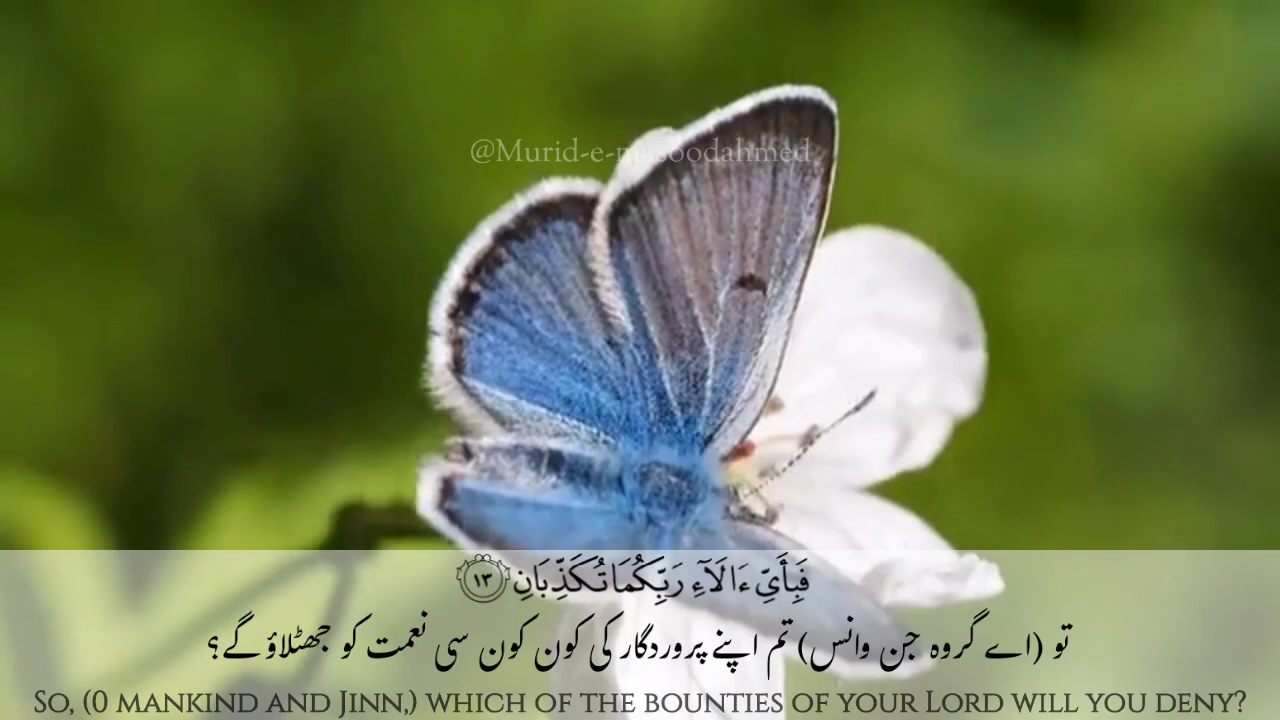 @Murid-e-masoodahmed
فَبِأَيِّ ءَالَآءِ رَبِّكُمَا تُكَذِّبَانِ ١٣
تو (اے گروہ جن وانس) تم اپنے پروردگار کی کون کون سی نعمت کو جھٹلاؤ گے؟
So, (0 mankind and Jinn,) which of the bounties of your Lord will you deny?